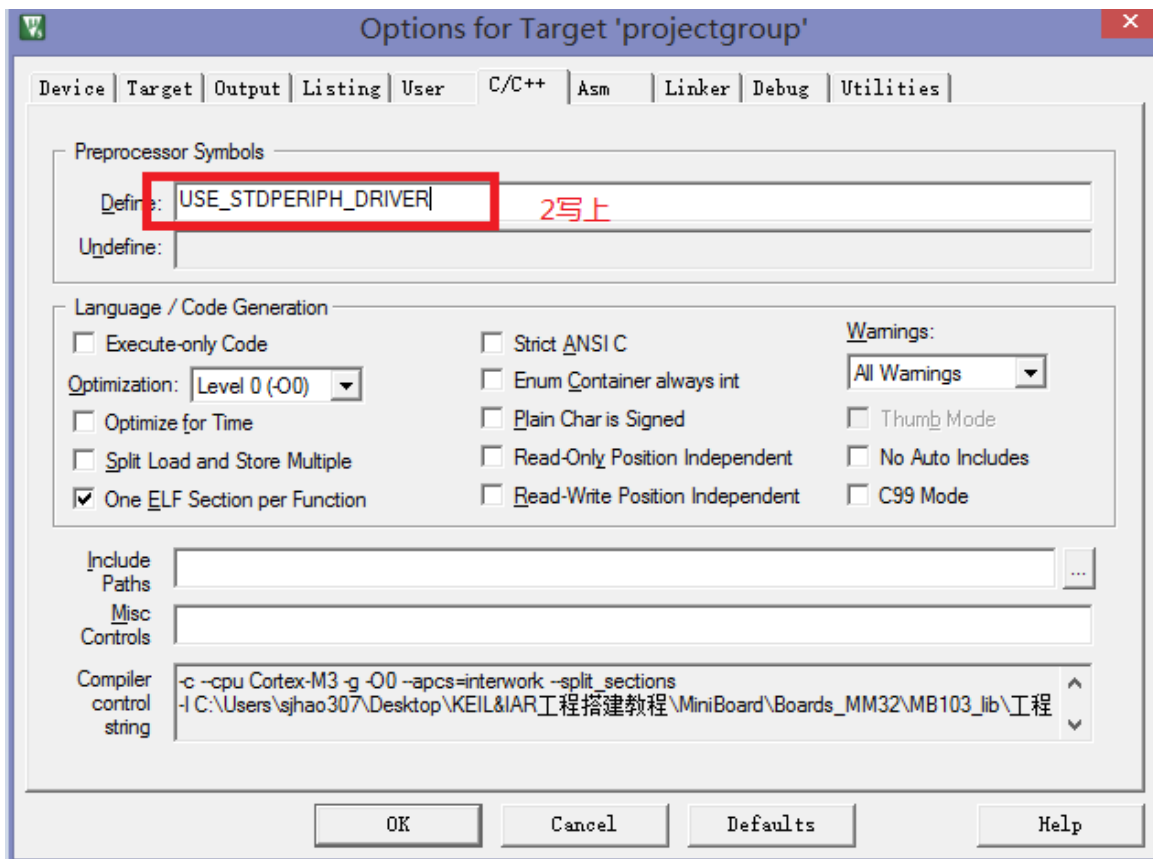 Options for Target 'projectgroup'
Device Target Output Listing User C/C++ Asm Linker Debug Utilities
Preprocessor Symbols
Define: USE_STDPERIPH_DRIVER 2写上
Undefine:
Language / Code Generation
Execute-only Code Strict ANSI C Warnings:
Optimization: Level 0 (-O0) Enum Container always int All Warnings
Optimize for Time Plain Char is Signed Thumb Mode
Split Load and Store Multiple Read-Only Position Independent No Auto Includes
One ELF Section per Function Read-Write Position Independent C99 Mode
Include
Paths
...
Misc
Controls
Compiler
control
string
-c --cpu Cortex-M3 -g -O0 --apcs=interwork --split_sections
-I C:\Users\sjhao307\Desktop\KEIL&IAR工程搭建教程\MiniBoard\Boards_MM32\MB103_lib\工程
OK Cancel Defaults Help